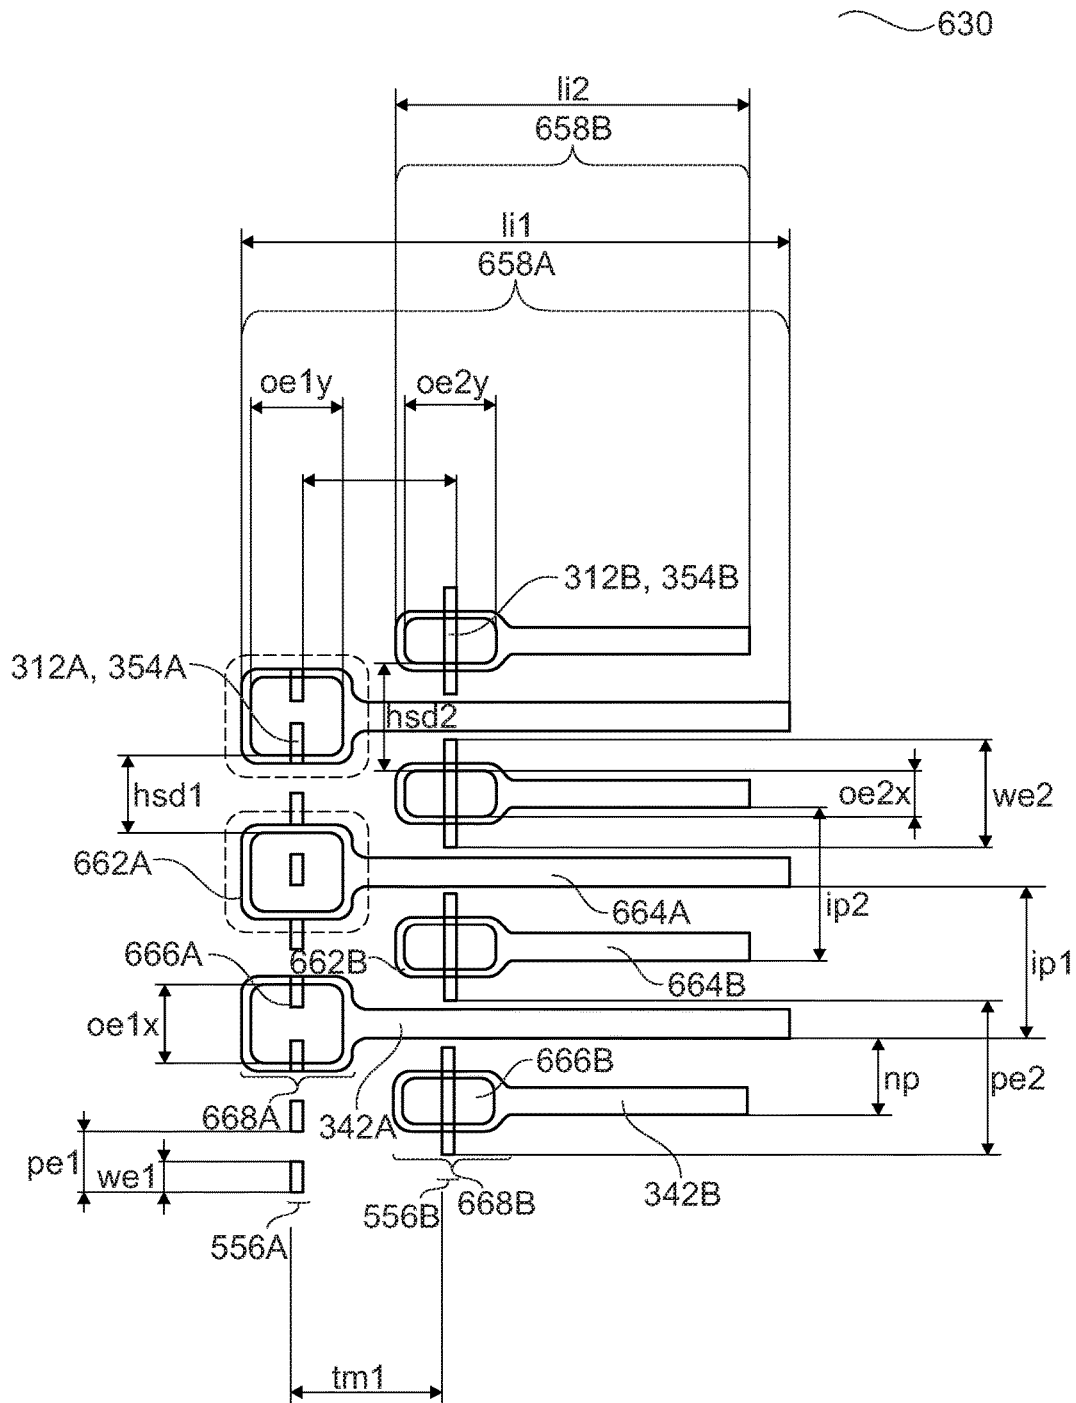 630
li2
658B
li1
658A
oe1y
oe2y
312B, 354B
312A, 354A
hsd2
hsd1
oe2x
we2
662A
664A
ip2
666A
662B
664B
ip1
oe1x
666B
np
pe2
668A
342A
pe1
we1
342B
556B
668B
556A
tm1